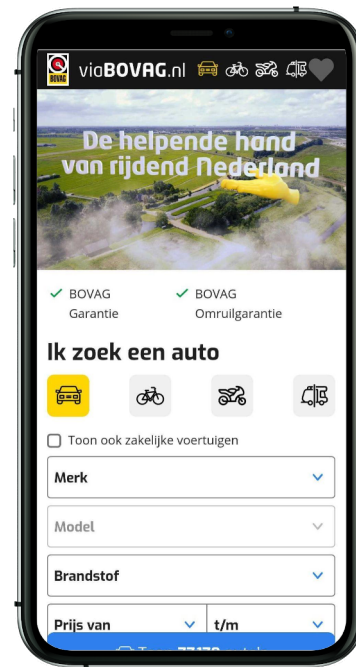 BOVAG
viaBOVAG.nl
De helpende hand
van rijdend Nederland
BOVAG
Garantie
BOVAG
Omruilgarantie
Ik zoek een auto
Toon ook zakelijke voertuigen
Merk
Model
Brandstof
Prijs van
t/m